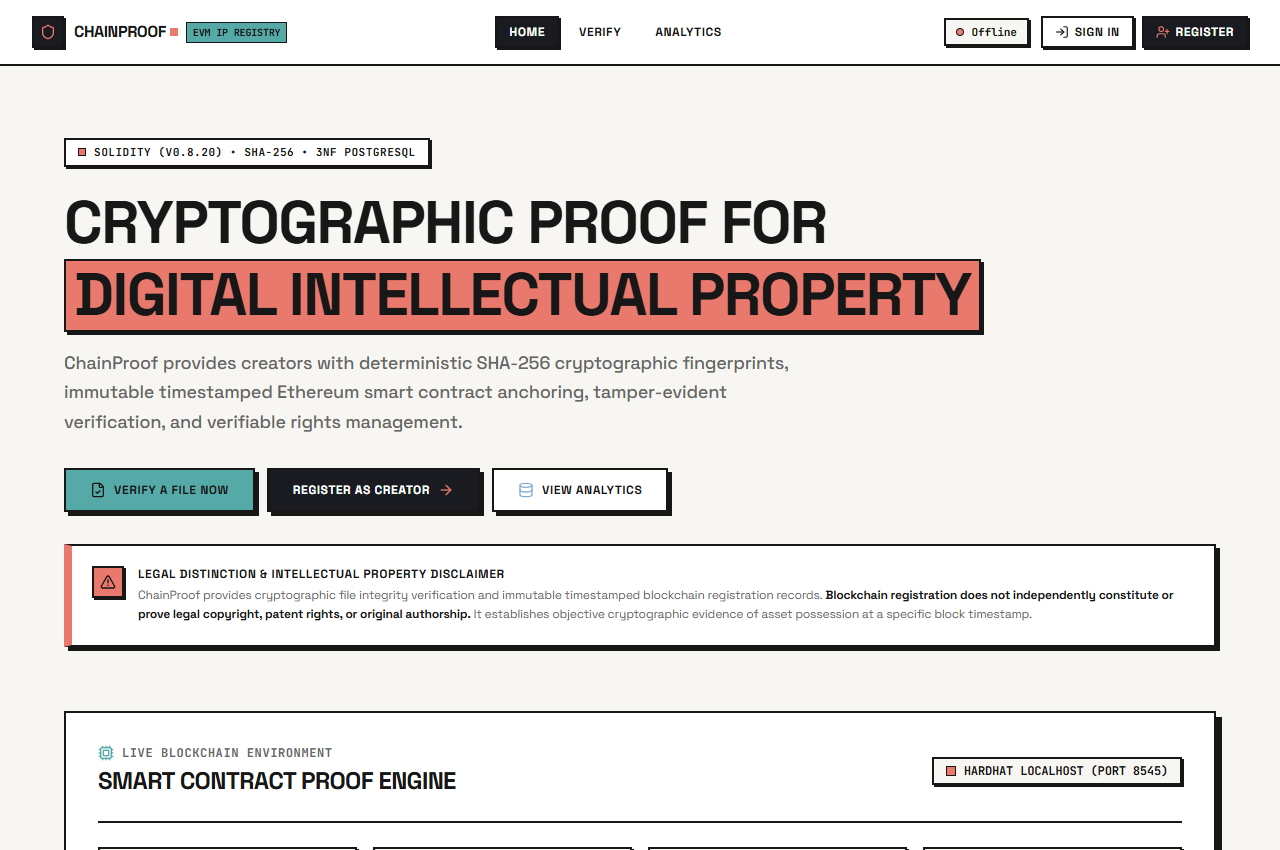 CHAINPROOF
EVM IP REGISTRY
HOME
VERIFY
ANALYTICS
Offline
SIGN IN
REGISTER
SOLIDITY (V0.8.20) • SHA-256 • 3NF POSTGRESQL
CRYPTOGRAPHIC PROOF FOR
DIGITAL INTELLECTUAL PROPERTY
ChainProof provides creators with deterministic SHA-256 cryptographic fingerprints,
immutable timestamped Ethereum smart contract anchoring, tamper-evident
verification, and verifiable rights management.
VERIFY A FILE NOW
REGISTER AS CREATOR
VIEW ANALYTICS
LEGAL DISTINCTION & INTELLECTUAL PROPERTY DISCLAIMER
ChainProof provides cryptographic file integrity verification and immutable timestamped blockchain registration records. Blockchain registration does not independently constitute or
prove legal copyright, patent rights, or original authorship. It establishes objective cryptographic evidence of asset possession at a specific block timestamp.
LIVE BLOCKCHAIN ENVIRONMENT
SMART CONTRACT PROOF ENGINE
HARDHAT LOCALHOST (PORT 8545)